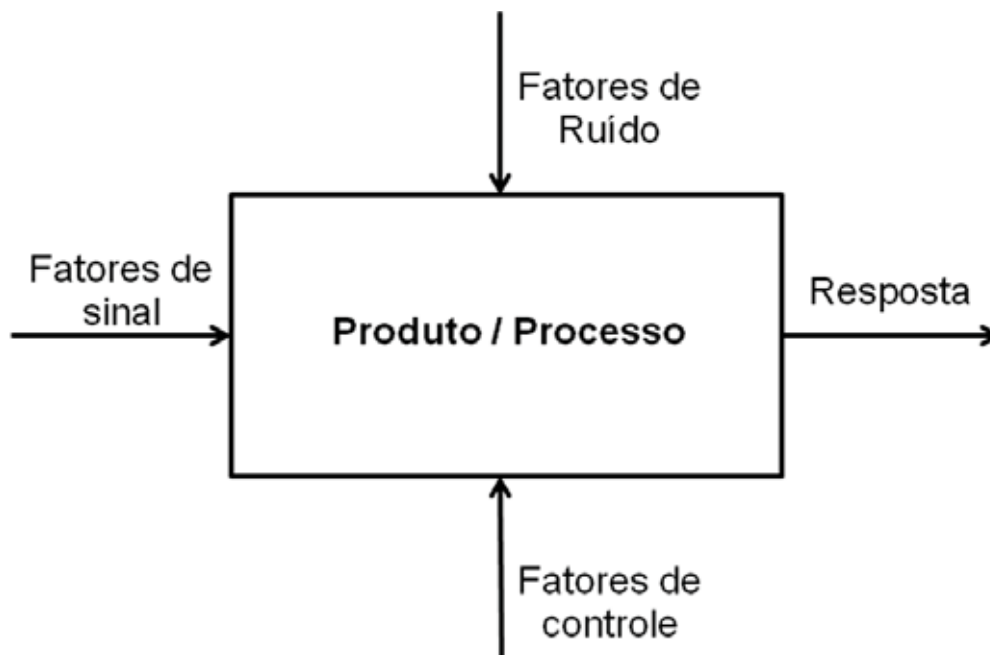 Fatores de
Ruído
Fatores de
sinal
Produto / Processo
Resposta
Fatores de
controle